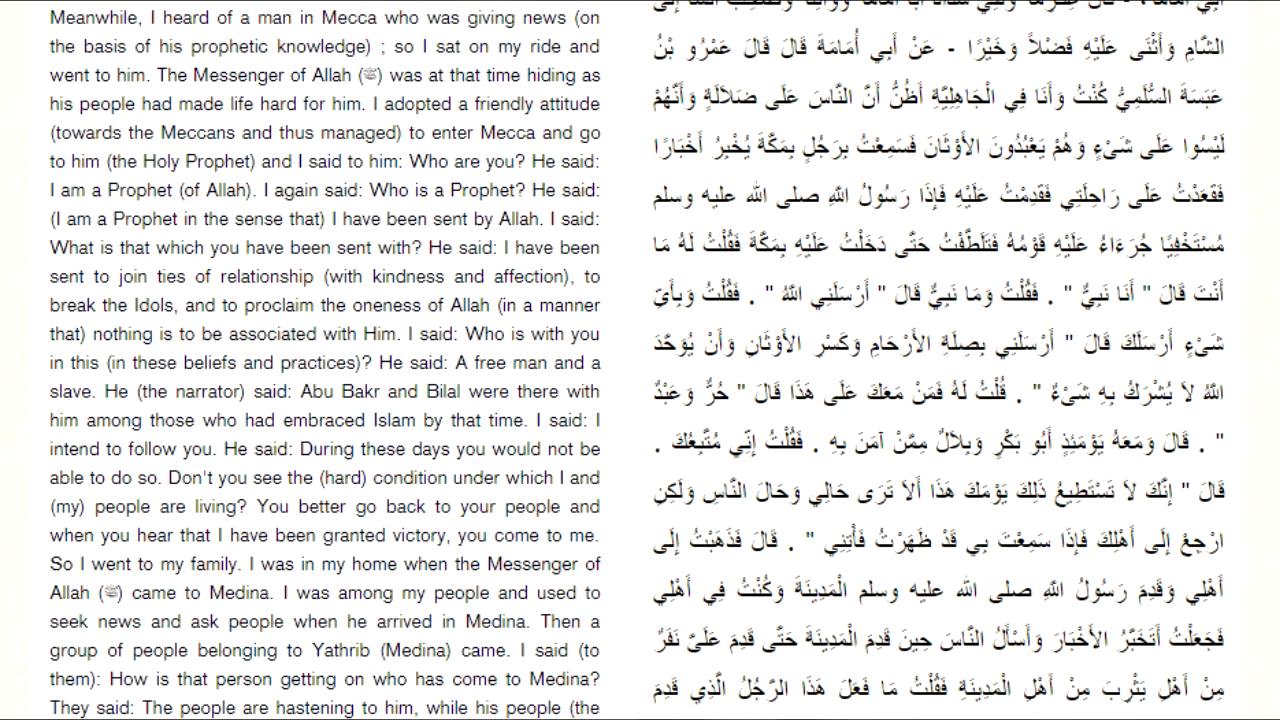 Meanwhile, I heard of a man in Mecca who was giving news (on
the basis of his prophetic knowledge) ; so I sat on my ride and
went to him. The Messenger of Allah (ﷺ) was at that time hiding as
his people had made life hard for him. I adopted a friendly attitude
(towards the Meccans and thus managed) to enter Mecca and go
to him (the Holy Prophet) and I said to him: Who are you? He said:
I am a Prophet (of Allah). I again said: Who is a Prophet? He said:
(I am a Prophet in the sense that) I have been sent by Allah. I said:
What is that which you have been sent with? He said: I have been
sent to join ties of relationship (with kindness and affection), to
break the Idols, and to proclaim the oneness of Allah (in a manner
that) nothing is to be associated with Him. I said: Who is with you
in this (in these beliefs and practices)? He said: A free man and a
slave. He (the narrator) said: Abu Bakr and Bilal were there with
him among those who had embraced Islam by that time. I said: I
intend to follow you. He said: During these days you would not be
able to do so. Don't you see the (hard) condition under which I and
(my) people are living? You better go back to your people and
when you hear that I have been granted victory, you come to me.
So I went to my family. I was in my home when the Messenger of
Allah (ﷺ) came to Medina. I was among my people and used to
seek news and ask people when he arrived in Medina. Then a
group of people belonging to Yathrib (Medina) came. I said (to
them): How is that person getting on who has come to Medina?
They said: The people are hastening to him, while his people (the
الشَّامِ وَأَثْنَى عَلَيْهِ فَضْلاً وَخَيْرًا - عَنْ أَبِي أُمَامَةَ قَالَ قَالَ عَمْرُو بْنُ
عَبَسَةَ السُّلَمِيُّ كُنْتُ وَأَنَا فِي الْجَاهِلِيَّةِ أَظُنُّ أَنَّ النَّاسَ عَلَى ضَلاَلَةٍ وَأَنَّهُمْ
لَيْسُوا عَلَى شَىْءٍ وَهُمْ يَعْبُدُونَ الأَوْثَانَ فَسَمِعْتُ بِرَجُلٍ بِمَكَّةَ يُخْبِرُ أَخْبَارًا
فَقَعَدْتُ عَلَى رَاحِلَتِي فَقَدِمْتُ عَلَيْهِ فَإِذَا رَسُولُ اللَّهِ صلى الله عليه وسلم
مُسْتَخْفِيًا جُرَءَاءُ عَلَيْهِ قَوْمُهُ فَتَلَطَّفْتُ حَتَّى دَخَلْتُ عَلَيْهِ بِمَكَّةَ فَقُلْتُ لَهُ مَا
أَنْتَ قَالَ " أَنَا نَبِيٌّ " . فَقُلْتُ وَمَا نَبِيٌّ قَالَ " أَرْسَلَنِي اللَّهُ " . فَقُلْتُ وَبِأَىِّ
شَىْءٍ أَرْسَلَكَ قَالَ " أَرْسَلَنِي بِصِلَةِ الأَرْحَامِ وَكَسْرِ الأَوْثَانِ وَأَنْ يُوَحَّدَ
اللَّهُ لاَ يُشْرَكُ بِهِ شَىْءٌ " . قُلْتُ لَهُ فَمَنْ مَعَكَ عَلَى هَذَا قَالَ " حُرٌّ وَعَبْدٌ
" . قَالَ وَمَعَهُ يَوْمَئِذٍ أَبُو بَكْرٍ وَبِلاَلٌ مِمَّنْ آمَنَ بِهِ . فَقُلْتُ إِنِّي مُتَّبِعُكَ .
قَالَ " إِنَّكَ لاَ تَسْتَطِيعُ ذَلِكَ يَوْمَكَ هَذَا أَلاَ تَرَى حَالِي وَحَالَ النَّاسِ وَلَكِنِ
ارْجِعْ إِلَى أَهْلِكَ فَإِذَا سَمِعْتَ بِي قَدْ ظَهَرْتُ فَأْتِنِي " . قَالَ فَذَهَبْتُ إِلَى
أَهْلِي وَقَدِمَ رَسُولُ اللَّهِ صلى الله عليه وسلم الْمَدِينَةَ وَكُنْتُ فِي أَهْلِي
فَجَعَلْتُ أَتَخَبَّرُ الأَخْبَارَ وَأَسْأَلُ النَّاسَ حِينَ قَدِمَ الْمَدِينَةَ حَتَّى قَدِمَ عَلَىَّ نَفَرٌ
مِنْ أَهْلِ يَثْرِبَ مِنْ أَهْلِ الْمَدِينَةِ فَقُلْتُ مَا فَعَلَ هَذَا الرَّجُلُ الَّذِي قَدِمَ